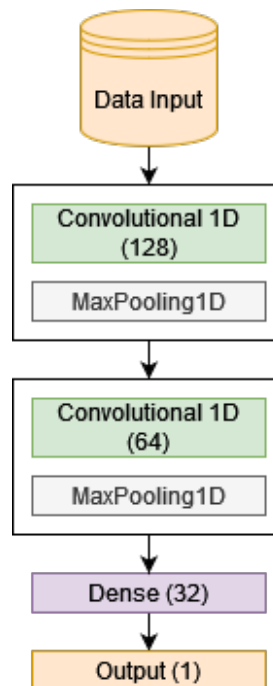 Data Input
Convolutional 1D
(128)
MaxPooling1D
Convolutional 1D
(64)
MaxPooling1D
Dense (32)
Output (1)